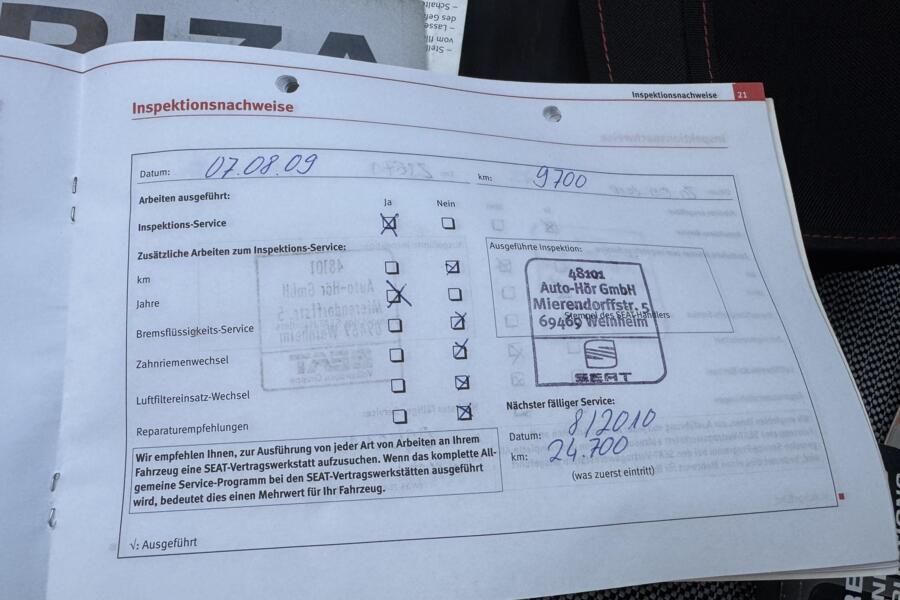 BIZA
Inspektionsnachweise 21
Inspektionsnachweise
Datum: 07.08.09 km: 9700
Arbeiten ausgeführt:
Ja Nein
Inspektions-Service
Zusätzliche Arbeiten zum Inspektions-Service:
km
Jahre
Bremsflüssigkeits-Service
Zahnriemenwechsel
Luftfiltereinsatz-Wechsel
Reparaturempfehlungen
Ausgeführte Inspektion:
48101
Auto-Hör GmbH
Mierendorffstr. 5
Stempel des SEAT-Händlers
69469 Weinheim
SEAT
Nächster fälliger Service:
Datum: 8/2010
km: 24.700
(was zuerst eintritt)
Wir empfehlen Ihnen, zur Ausführung von jeder Art von Arbeiten an Ihrem
Fahrzeug eine SEAT-Vertragswerkstatt aufzusuchen. Wenn das komplette All-
gemeine Service-Programm bei den SEAT-Vertragswerkstätten ausgeführt
wird, bedeutet dies einen Mehrwert für Ihr Fahrzeug.
√: Ausgeführt